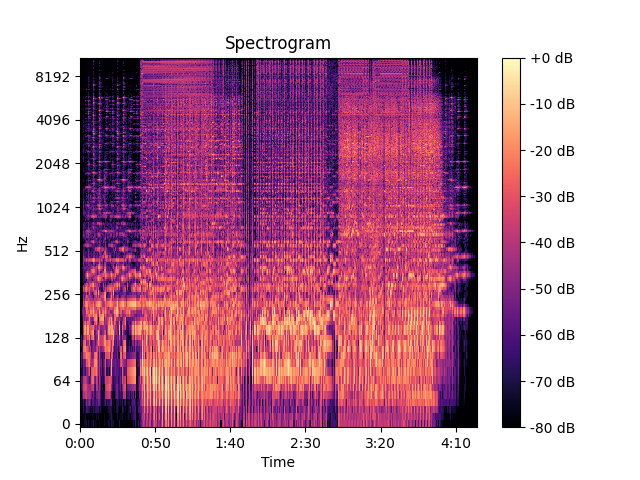 Spectrogram
8192
4096
2048
1024
512
256
128
64
0
Hz
0:00 0:50 1:40 2:30 3:20 4:10
Time
+0 dB
-10 dB
-20 dB
-30 dB
-40 dB
-50 dB
-60 dB
-70 dB
-80 dB